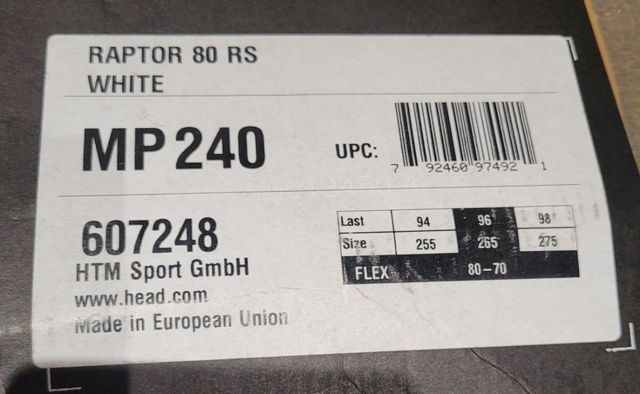 RAPTOR 80 RS
WHITE
MP 240
UPC:
7 92460 97492 1
607248
HTM Sport GmbH
www.head.com
Made in European Union
Last 94 96 98
Size 255 265 275
FLEX 80-70